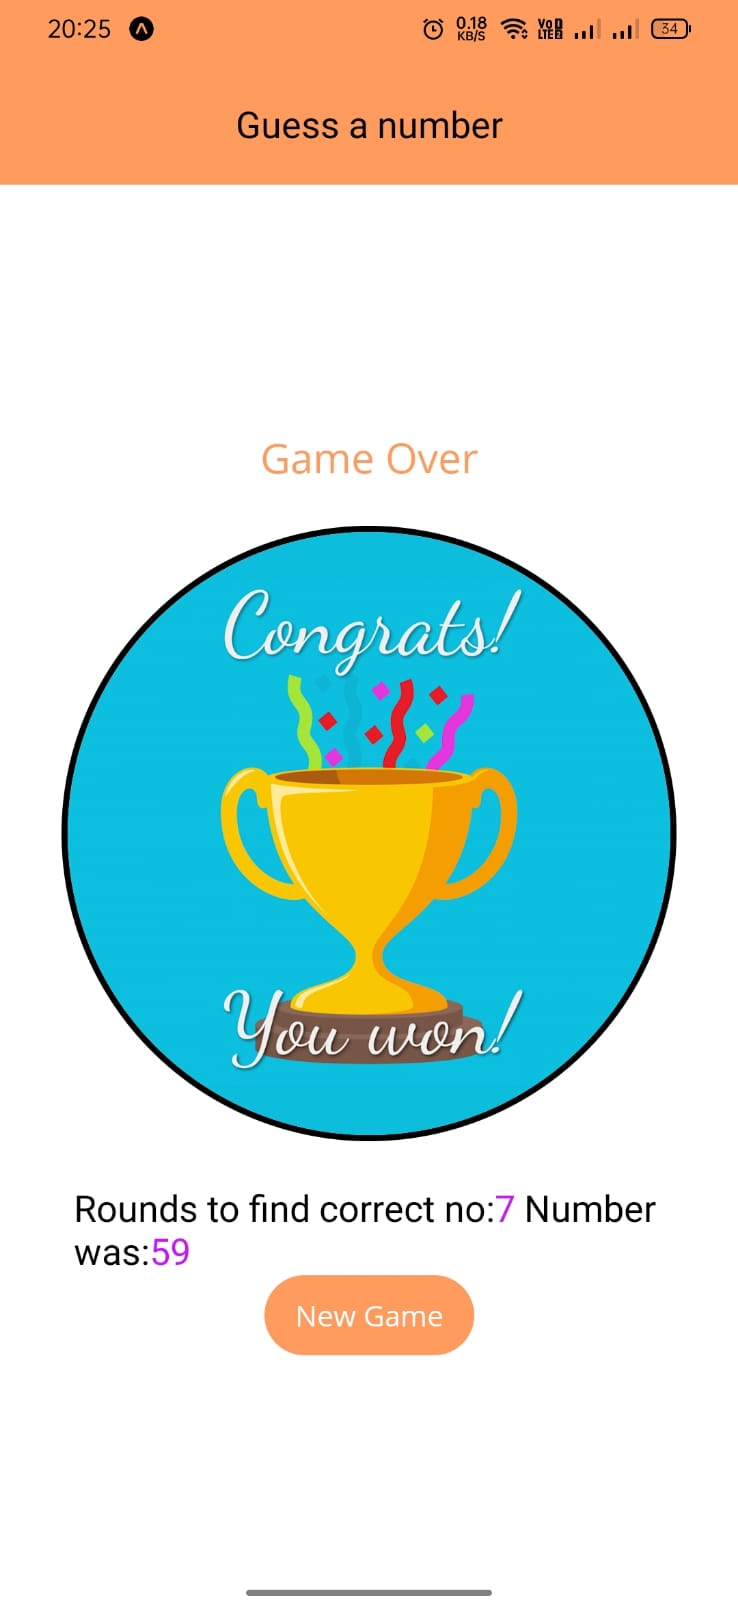 20:25
0.18 KB/S
VoD LTE2
34
Guess a number
Game Over
Congrats!
You won!
Rounds to find correct no:7 Number
was:59
New Game